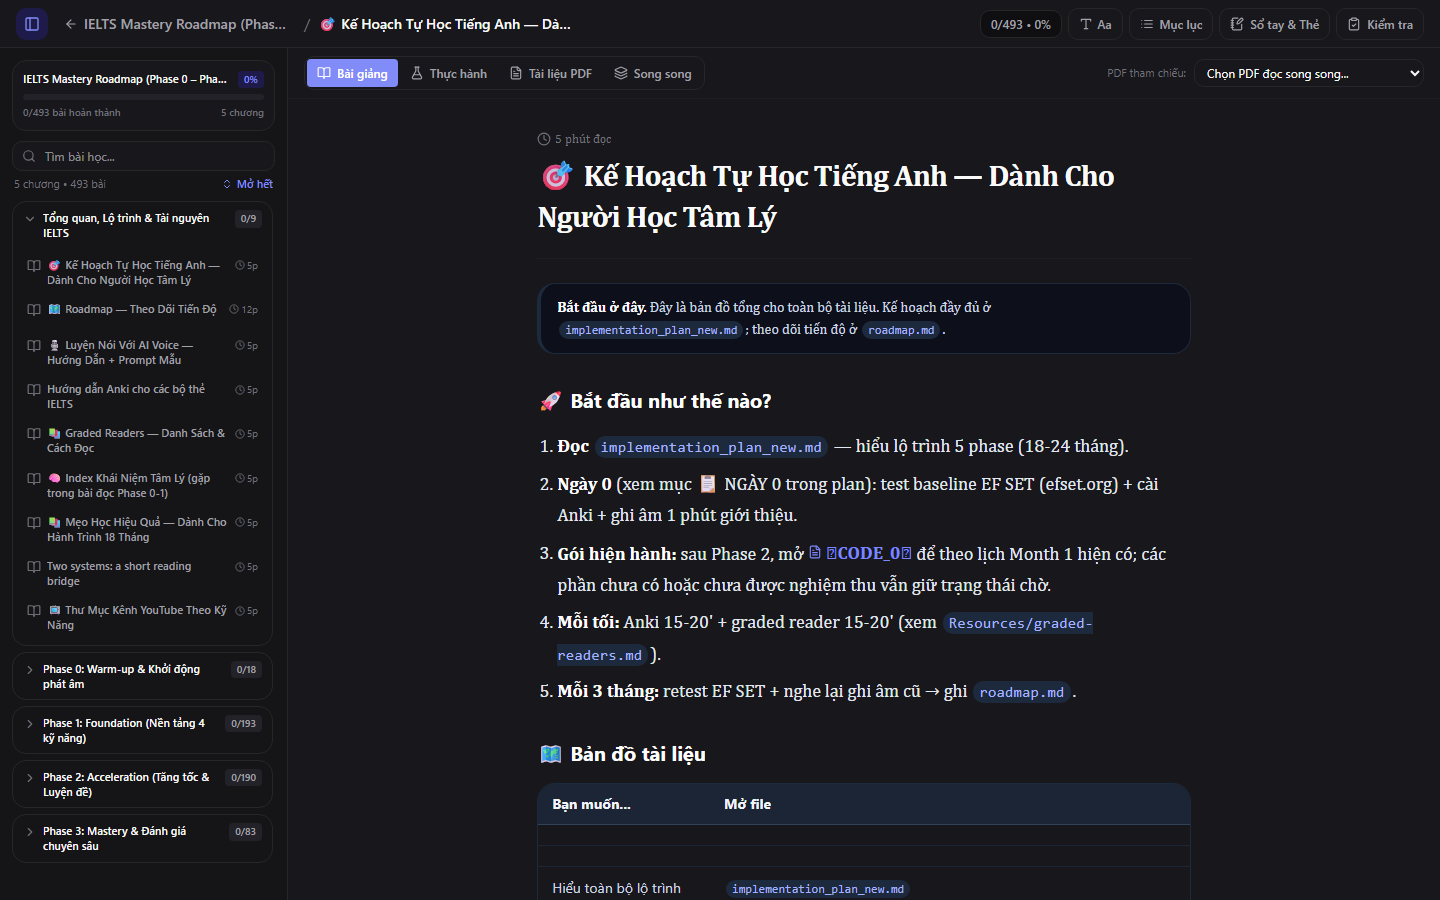 IELTS Mastery Roadmap (Phas...
/
🎯 Kế Hoạch Tự Học Tiếng Anh — Dà...
0/493 • 0%
Aa
Mục lục
Sổ tay & Thẻ
Kiểm tra
IELTS Mastery Roadmap (Phase 0 – Pha...
0%
0/493 bài hoàn thành
5 chương
Tìm bài học...
5 chương • 493 bài
Mở hết
Tổng quan, Lộ trình & Tài nguyên
IELTS
0/9
🎯 Kế Hoạch Tự Học Tiếng Anh —
Dành Cho Người Học Tâm Lý
5p
🗺️ Roadmap — Theo Dõi Tiến Độ
12p
🎙️ Luyện Nói Với AI Voice —
Hướng Dẫn + Prompt Mẫu
5p
Hướng dẫn Anki cho các bộ thẻ
IELTS
5p
📚 Graded Readers — Danh Sách &
Cách Đọc
5p
🧠 Index Khái Niệm Tâm Lý (gặp
trong bài đọc Phase 0-1)
5p
📚 Mẹo Học Hiệu Quả — Dành Cho
Hành Trình 18 Tháng
5p
Two systems: a short reading
bridge
5p
📺 Thư Mục Kênh YouTube Theo Kỹ
Năng
5p
Phase 0: Warm-up & Khởi động
phát âm
0/18
Phase 1: Foundation (Nền tảng 4
kỹ năng)
0/193
Phase 2: Acceleration (Tăng tốc &
Luyện đề)
0/190
Phase 3: Mastery & Đánh giá
chuyên sâu
0/83
Bài giảng
Thực hành
Tài liệu PDF
Song song
PDF tham chiếu:
Chọn PDF đọc song song...
5 phút đọc
🎯 Kế Hoạch Tự Học Tiếng Anh — Dành Cho
Người Học Tâm Lý
Bắt đầu ở đây. Đây là bản đồ tổng cho toàn bộ tài liệu. Kế hoạch đầy đủ ở
implementation_plan_new.md ; theo dõi tiến độ ở roadmap.md .
🚀 Bắt đầu như thế nào?
1. Đọc implementation_plan_new.md — hiểu lộ trình 5 phase (18-24 tháng).
2. Ngày 0 (xem mục 📋 NGÀY 0 trong plan): test baseline EF SET (efset.org) + cài
Anki + ghi âm 1 phút giới thiệu.
3. Gói hiện hành: sau Phase 2, mở CODE_0 để theo lịch Month 1 hiện có; các
phần chưa có hoặc chưa được nghiệm thu vẫn giữ trạng thái chờ.
4. Mỗi tối: Anki 15-20' + graded reader 15-20' (xem Resources/graded-
readers.md ).
5. Mỗi 3 tháng: retest EF SET + nghe lại ghi âm cũ → ghi roadmap.md .
🗺️ Bản đồ tài liệu
Bạn muốn...
Mở file
Hiểu toàn bộ lộ trình
implementation_plan_new.md